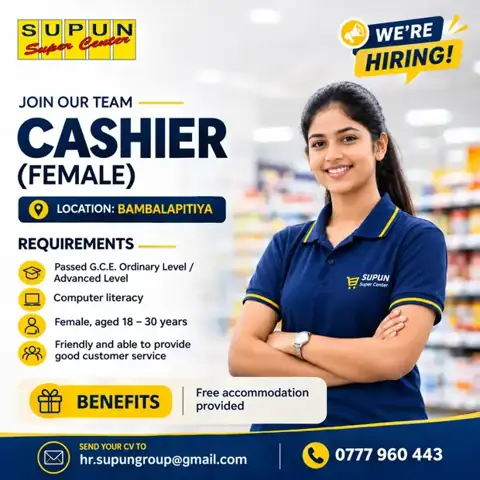 SUPUN
Super Center
WE'RE
HIRING!
JOIN OUR TEAM
CASHIER
(FEMALE)
LOCATION: BAMBALAPITIYA
REQUIREMENTS
Passed G.C.E. Ordinary Level /
Advanced Level
Computer literacy
Female, aged 18 – 30 years
Friendly and able to provide
good customer service
SUPUN
Super Center
BENEFITS
Free accommodation
provided
SEND YOUR CV TO
hr.supungroup@gmail.com
0777 960 443